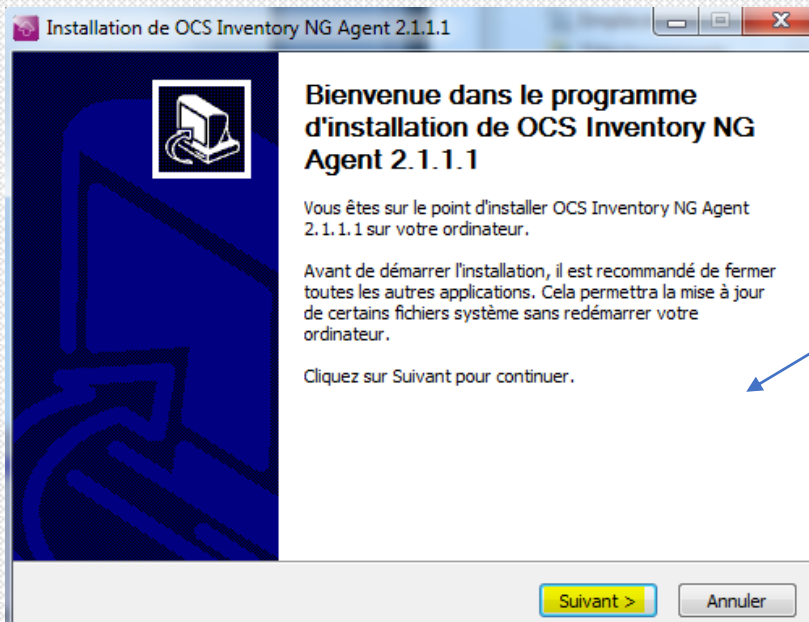 Installation de OCS Inventory NG Agent 2.1.1.1
Bienvenue dans le programme
d'installation de OCS Inventory NG
Agent 2.1.1.1
Vous êtes sur le point d'installer OCS Inventory NG Agent
2.1.1.1 sur votre ordinateur.
Avant de démarrer l'installation, il est recommandé de fermer
toutes les autres applications. Cela permettra la mise à jour
de certains fichiers système sans redémarrer votre
ordinateur.
Cliquez sur Suivant pour continuer.
Suivant >
Annuler